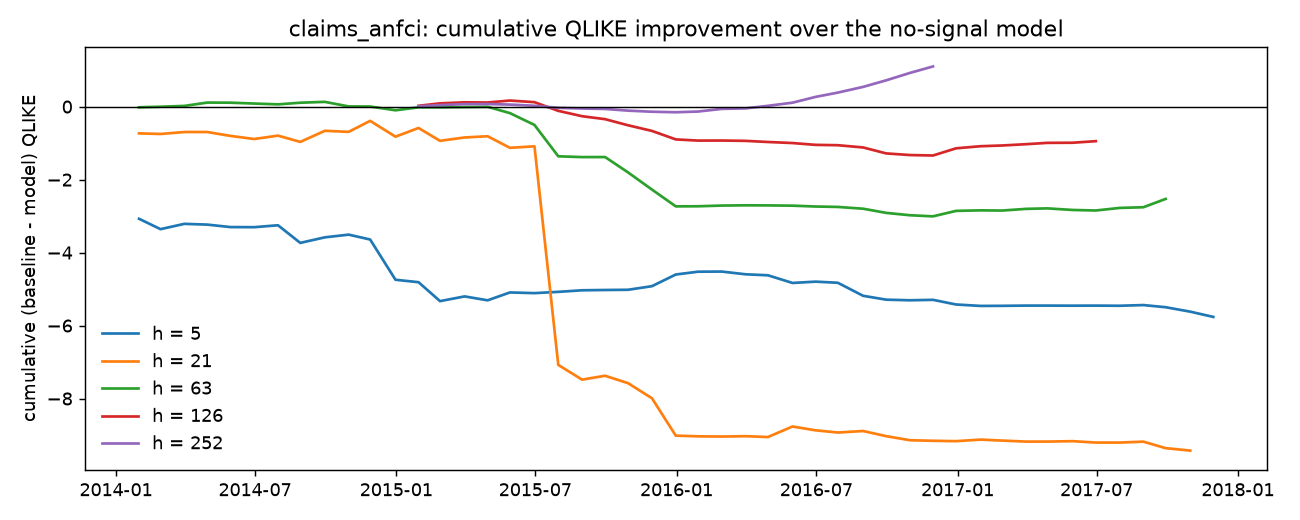 claims_anfci: cumulative QLIKE improvement over the no-signal model
cumulative (baseline - model) QLIKE
0
−2
−4
−6
−8
h = 5
h = 21
h = 63
h = 126
h = 252
2014-01 2014-07 2015-01 2015-07 2016-01 2016-07 2017-01 2017-07 2018-01